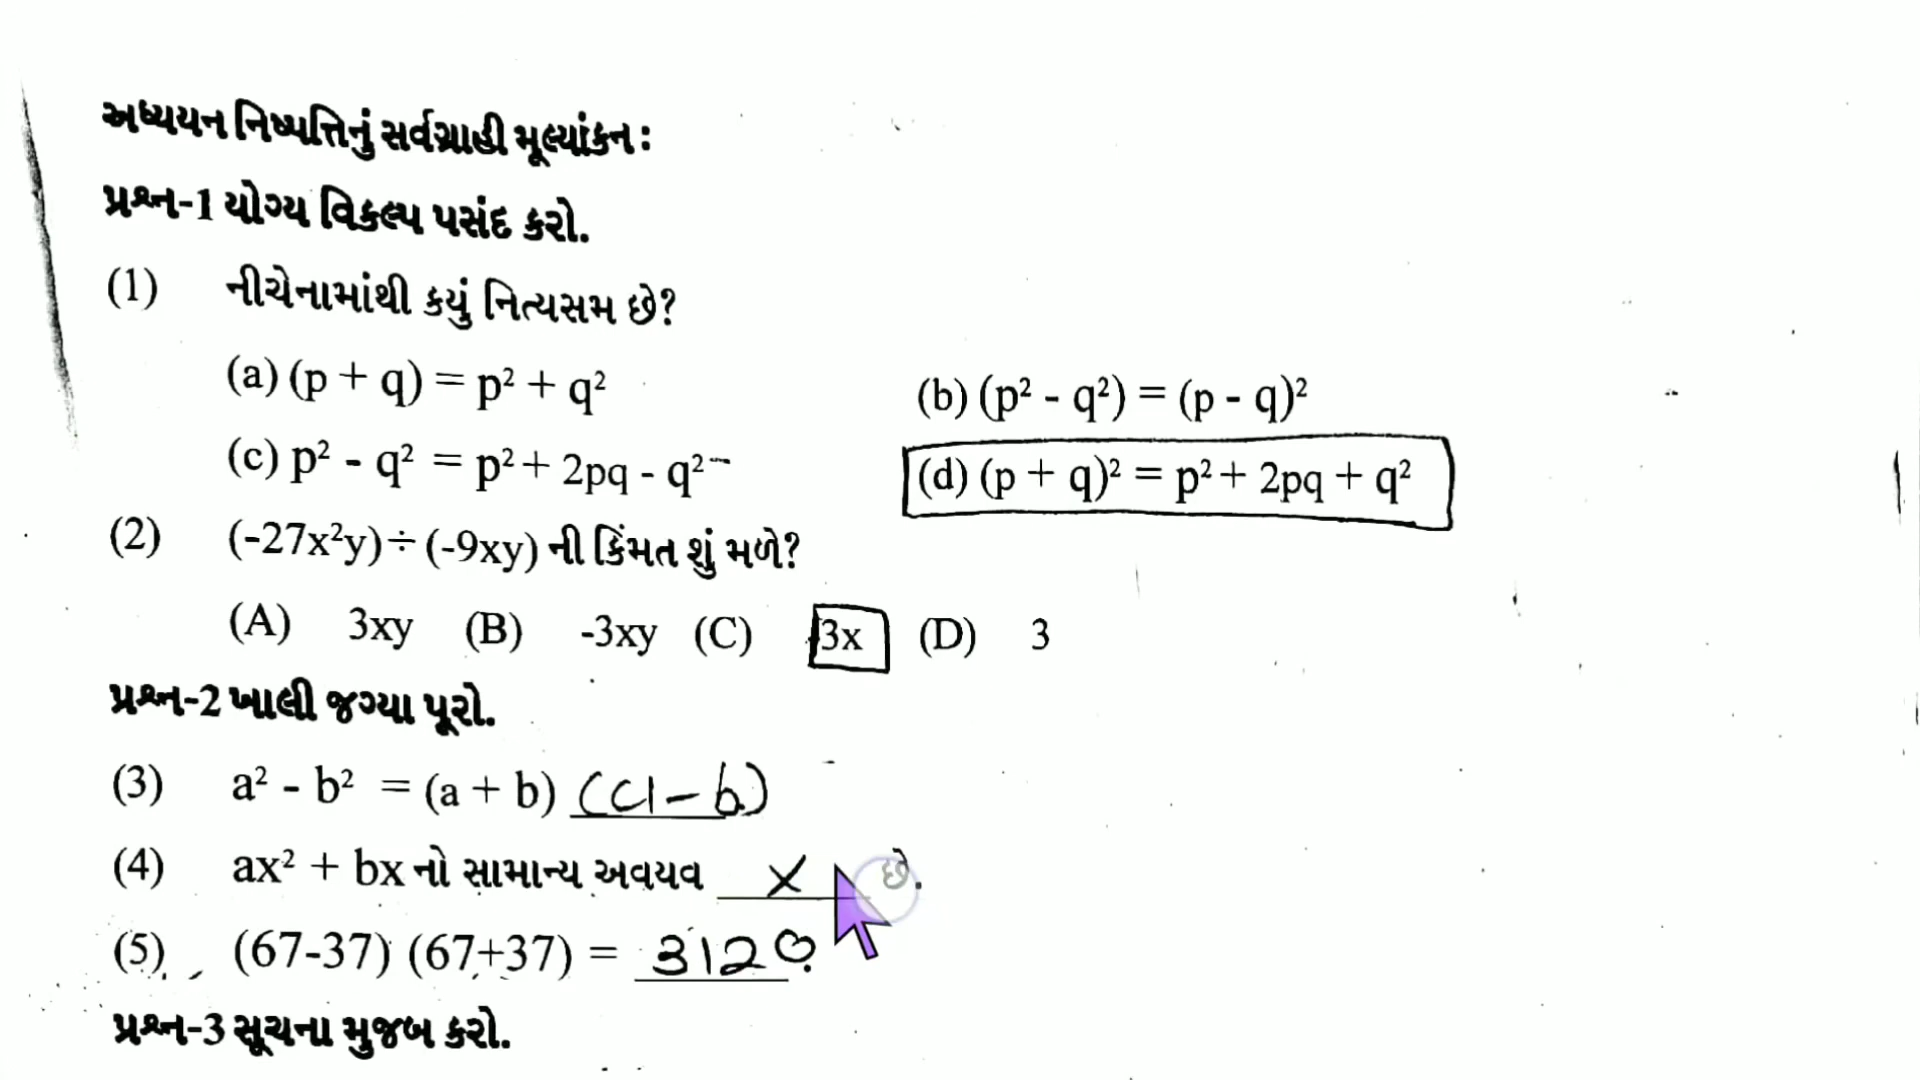 અધ્યયન નિષ્પત્તિનું સર્વગ્રાહી મૂલ્યાંકન :
પ્રશ્ન-1 યોગ્ય વિકલ્પ પસંદ કરો.
(1) નીચેનામાંથી કયું નિત્યસમ છે?
(a) (p + q) = p² + q² (b) (p² - q²) = (p - q)²
(c) p² - q² = p² + 2pq - q² (d) (p + q)² = p² + 2pq + q²
(2) (-27x²y) ÷ (-9xy) ની કિંમત શું મળે?
(A) 3xy (B) -3xy (C) 3x (D) 3
પ્રશ્ન-2 ખાલી જગ્યા પૂરો.
(3) a² - b² = (a + b) (a - b)
(4) ax² + bx નો સામાન્ય અવયવ x છે.
(5) (67-37) (67+37) = 3120
પ્રશ્ન-3 સૂચના મુજબ કરો.